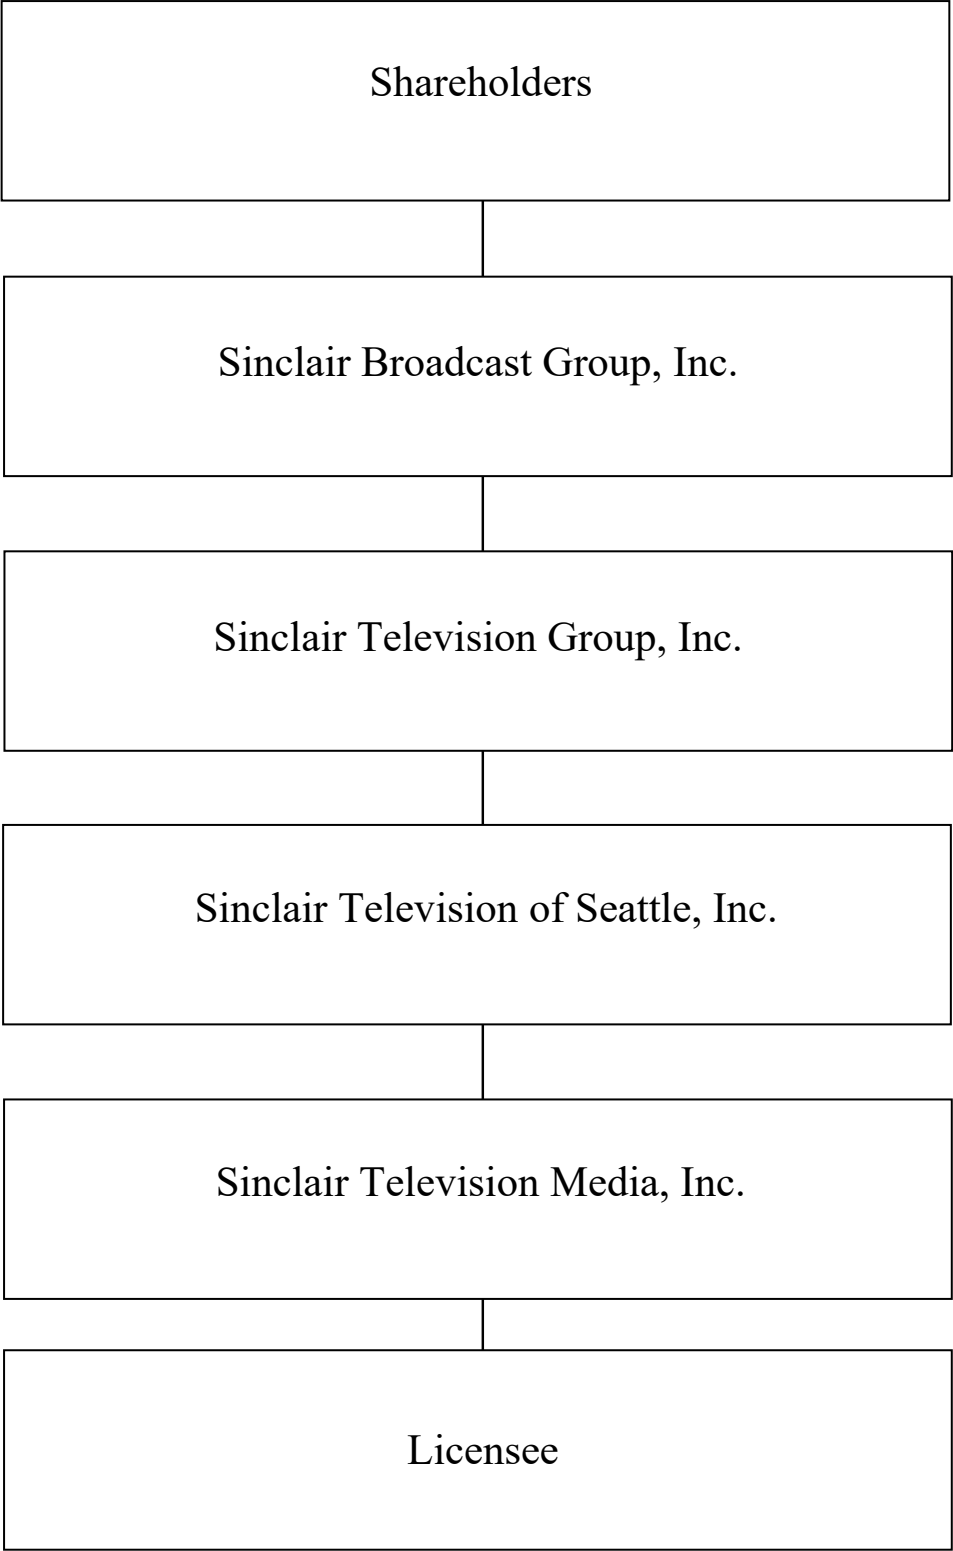 Shareholders
Sinclair Broadcast Group, Inc.
Sinclair Television Group, Inc.
Sinclair Television of Seattle, Inc.
Sinclair Television Media, Inc.
Licensee